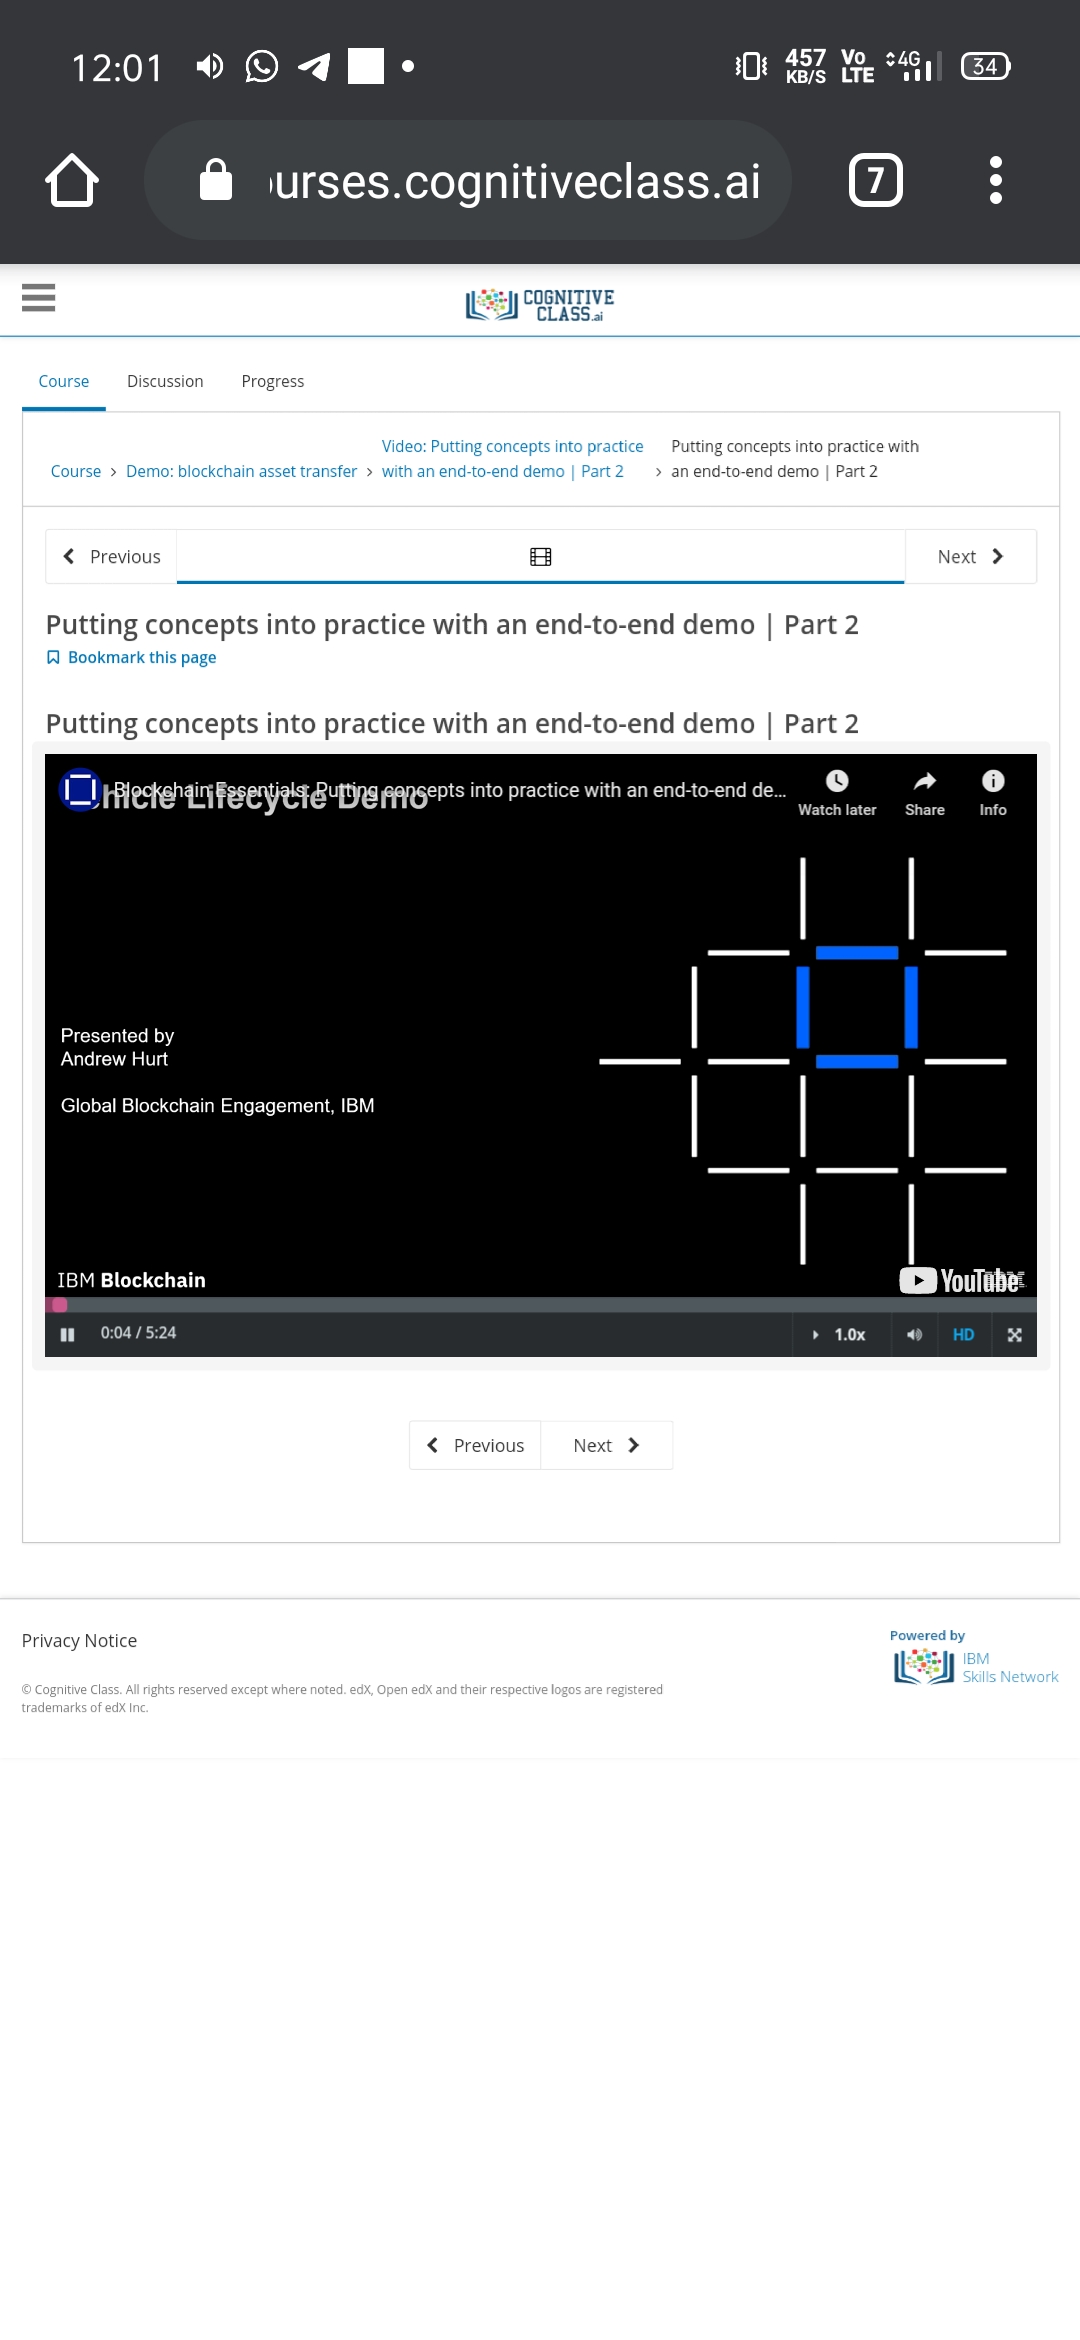 12:01
457 KB/S
Vo LTE
4G
34
urses.cognitiveclass.ai
7
COGNITIVE
CLASS.ai
Course Discussion Progress
Course > Demo: blockchain asset transfer > Video: Putting concepts into practice with an end-to-end demo | Part 2 > Putting concepts into practice with an end-to-end demo | Part 2
Previous
Next
Putting concepts into practice with an end-to-end demo | Part 2
Bookmark this page
Putting concepts into practice with an end-to-end demo | Part 2
Blockchain Essentials: Putting concepts into practice with an end-to-end de...
hicle Lifecycle Demo
Watch later Share Info
Presented by
Andrew Hurt
Global Blockchain Engagement, IBM
IBM Blockchain
YouTube
0:04 / 5:24
1.0x
HD
Previous Next
Privacy Notice
Powered by
IBM
Skills Network
© Cognitive Class. All rights reserved except where noted. edX, Open edX and their respective logos are registered
trademarks of edX Inc.